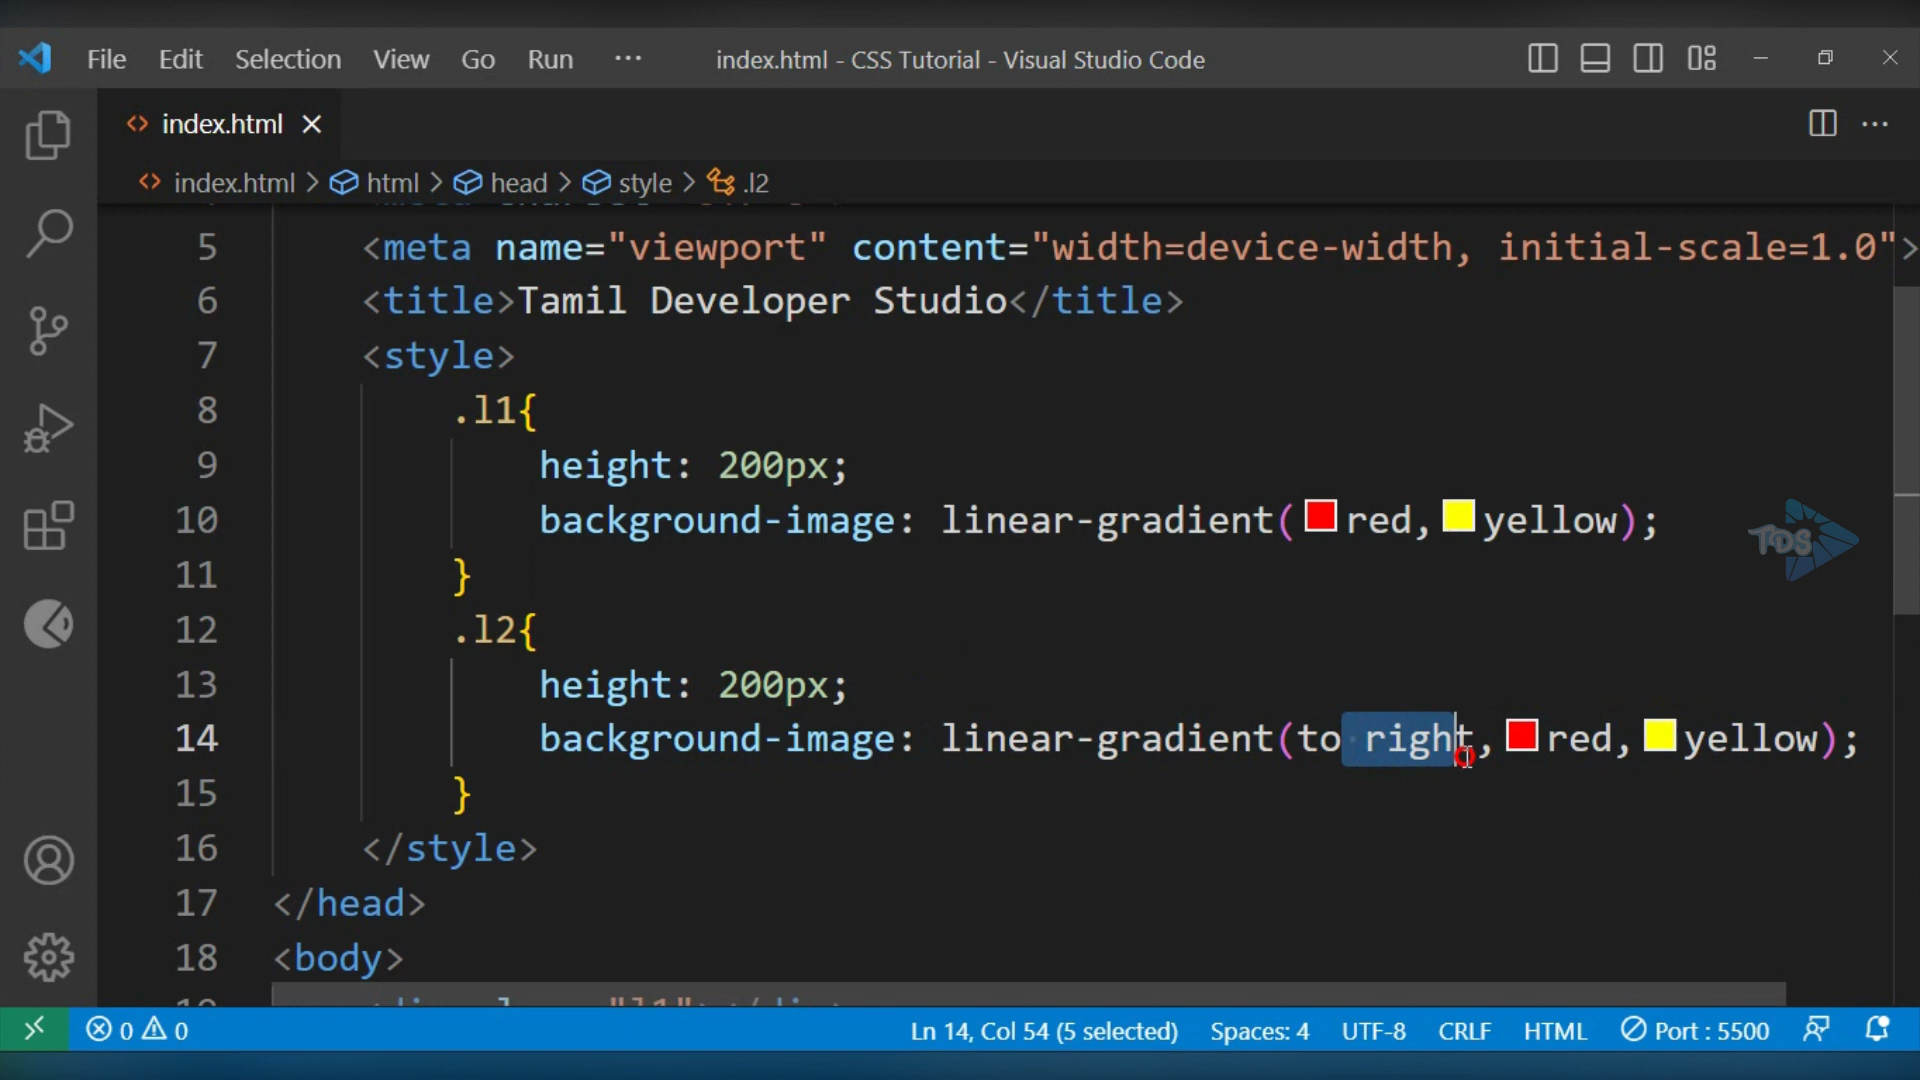 File Edit Selection View Go Run ··· index.html - CSS Tutorial - Visual Studio Code
index.html
index.html > html > head > style > .l2
5 <meta name="viewport" content="width=device-width, initial-scale=1.0">
6 <title>Tamil Developer Studio</title>
7 <style>
8 .l1{
9 height: 200px;
10 background-image: linear-gradient(red,yellow);
TDS
11 }
12 .l2{
13 height: 200px;
14 background-image: linear-gradient(to right,red,yellow);
15 }
16 </style>
17 </head>
18 <body>
0 0 Ln 14, Col 54 (5 selected) Spaces: 4 UTF-8 CRLF HTML Port : 5500